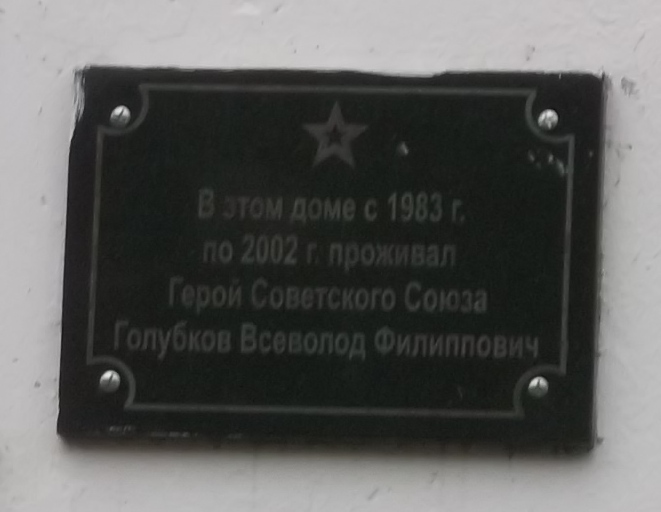 В этом доме с 1983 г.
по 2002 г. проживал
Герой Советского Союза
Голубков Всеволод Филиппович